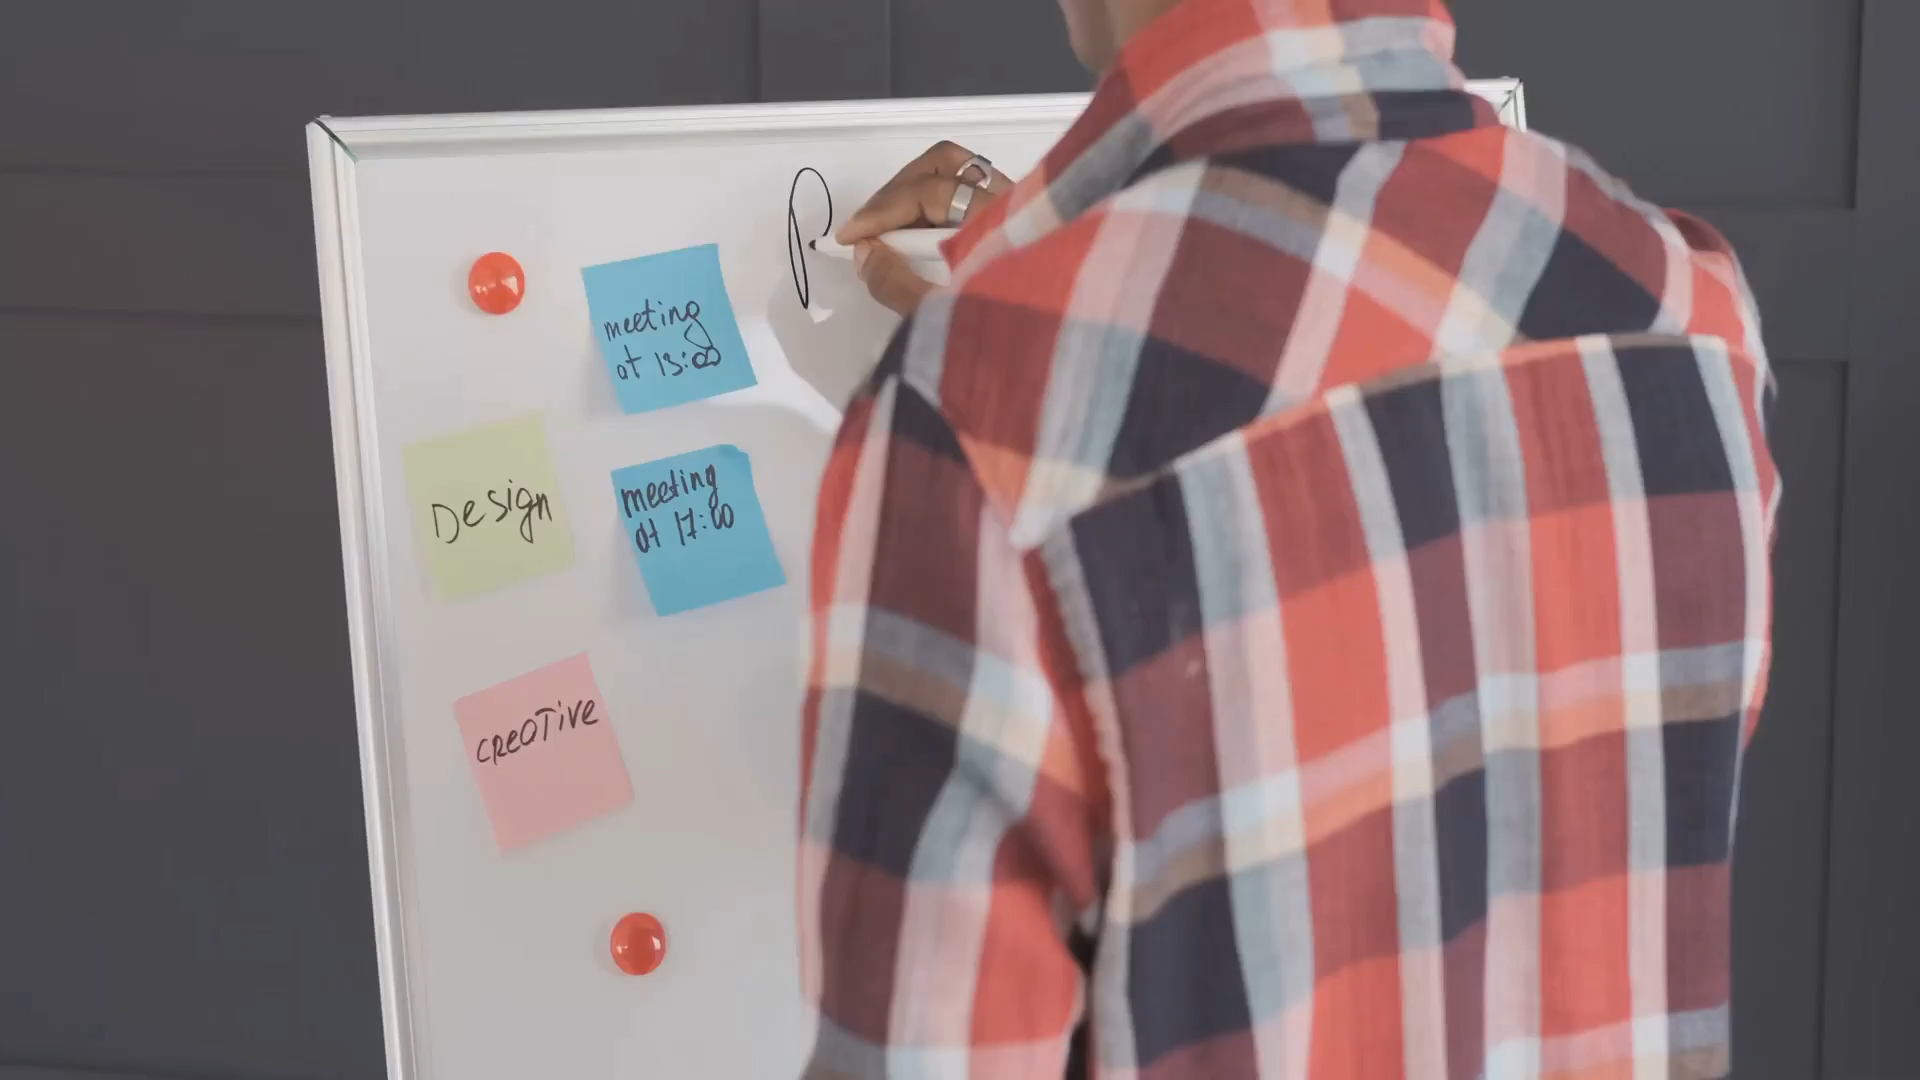 P
meeting
at 13:00
Design
meeting
at 17:00
creative